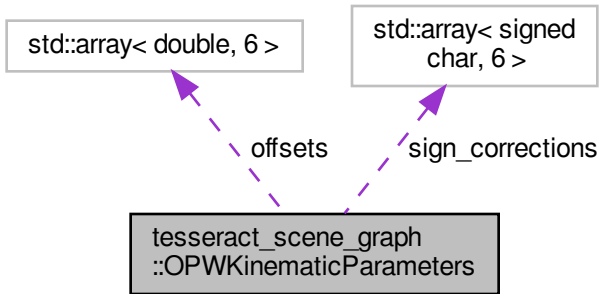 std::array< double, 6 >
std::array< signed
char, 6 >
offsets
sign_corrections
tesseract_scene_graph
::OPWKinematicParameters